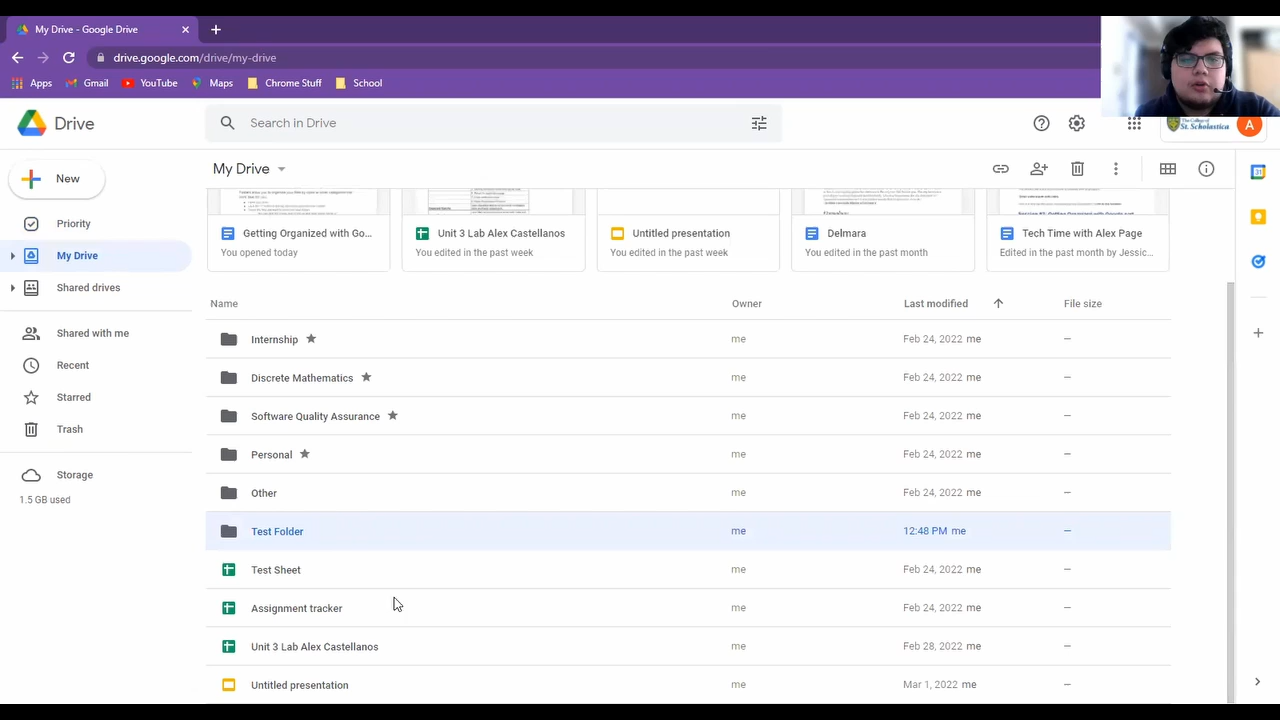 My Drive - Google Drive
drive.google.com/drive/my-drive
Apps Gmail YouTube Maps Chrome Stuff School
Drive
Search in Drive
The College of
St. Scholastica
A
New
My Drive
Priority
My Drive
Shared drives
Shared with me
Recent
Starred
Trash
Storage
1.5 GB used
Getting Organized with Go...
You opened today
Unit 3 Lab Alex Castellanos
You edited in the past week
Untitled presentation
You edited in the past week
Delmara
You edited in the past month
Tech Time with Alex Page
Edited in the past month by Jessic...
Name Owner Last modified File size
Internship me Feb 24, 2022 me –
Discrete Mathematics me Feb 24, 2022 me –
Software Quality Assurance me Feb 24, 2022 me –
Personal me Feb 24, 2022 me –
Other me Feb 24, 2022 me –
Test Folder me 12:48 PM me –
Test Sheet me Feb 24, 2022 me –
Assignment tracker me Feb 24, 2022 me –
Unit 3 Lab Alex Castellanos me Feb 28, 2022 me –
Untitled presentation me Mar 1, 2022 me –